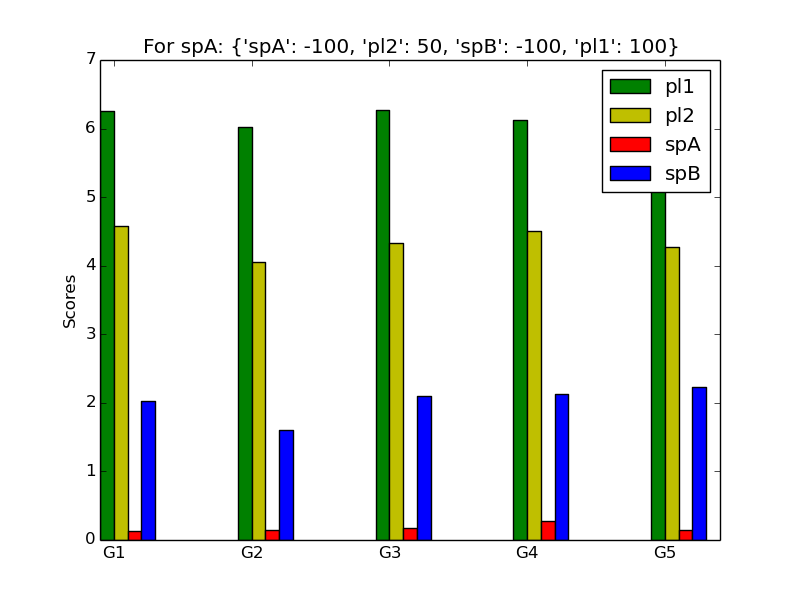 For spA: {'spA': -100, 'pl2': 50, 'spB': -100, 'pl1': 100}
7
6
5
4
3
2
1
0
Scores
pl1
pl2
spA
spB
G1 G2 G3 G4 G5